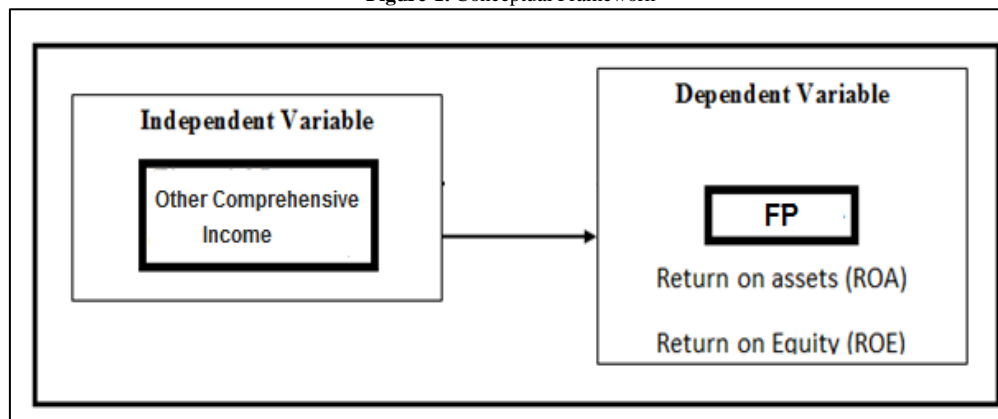 Figure 1. Conceptual Framework
Independent Variable
Other Comprehensive
Income
Dependent Variable
FP
Return on assets (ROA)
Return on Equity (ROE)